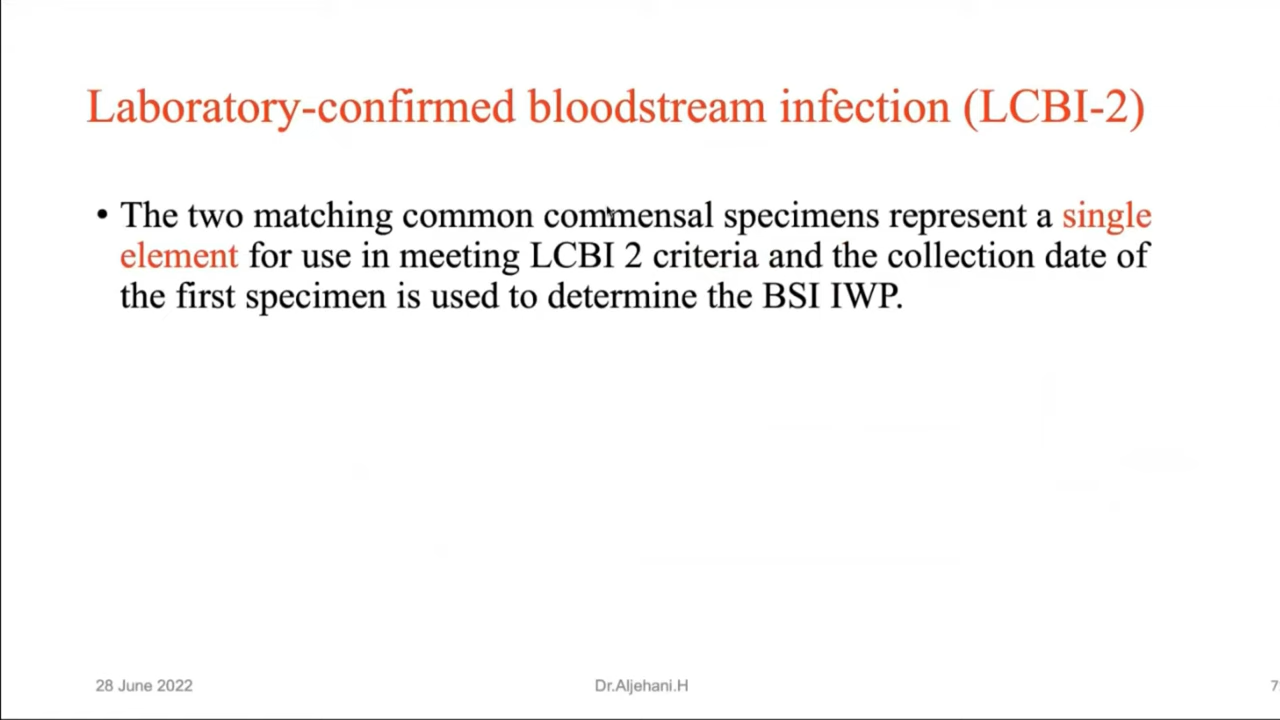 Laboratory-confirmed bloodstream infection (LCBI-2)
• The two matching common commensal specimens represent a single
element for use in meeting LCBI 2 criteria and the collection date of
the first specimen is used to determine the BSI IWP.
28 June 2022
Dr.Aljehani.H